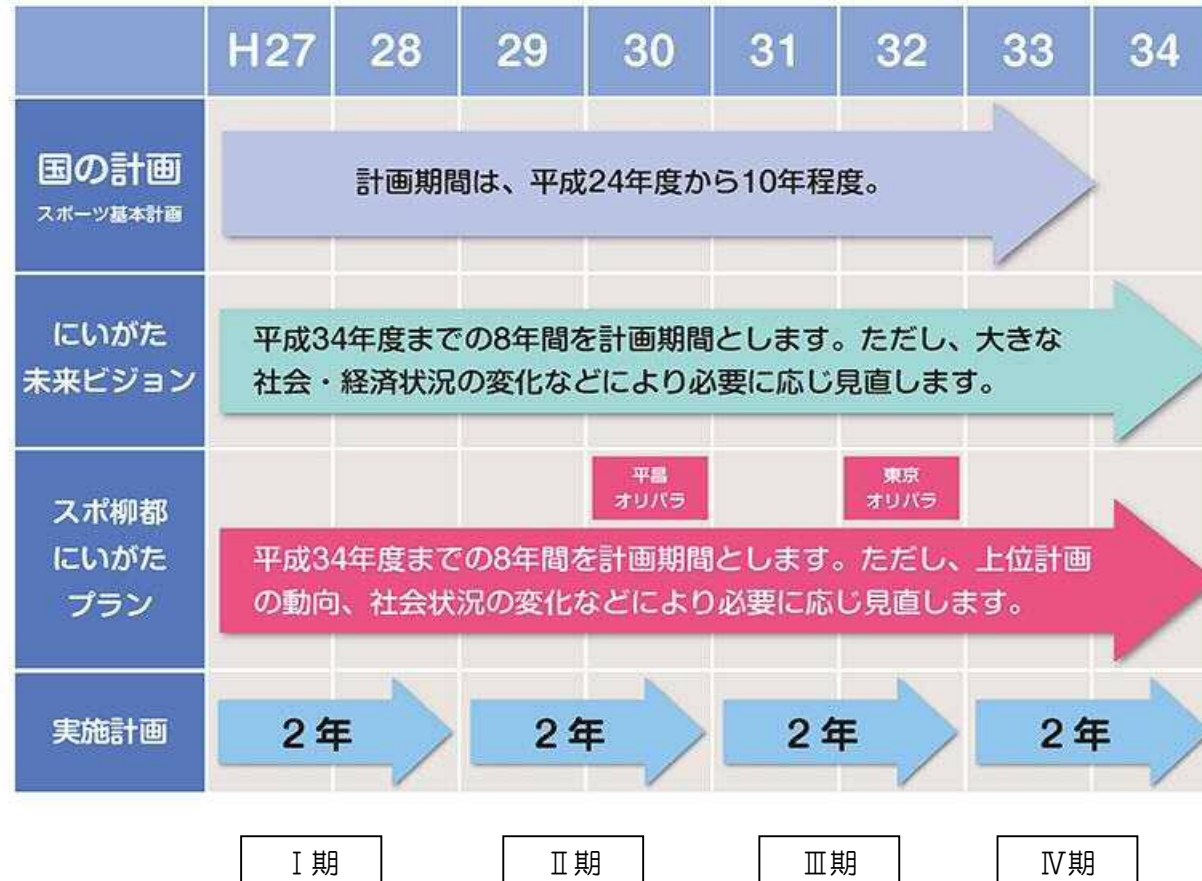 H27 28 29 30 31 32 33 34
国の計画
スポーツ基本計画
計画期間は、平成24年度から10年程度。
にいがた
未来ビジョン
平成34年度までの8年間を計画期間とします。ただし、大きな
社会・経済状況の変化などにより必要に応じ見直します。
スポ柳都
にいがた
プラン
平昌
オリパラ
東京
オリパラ
平成34年度までの8年間を計画期間とします。ただし、上位計画
の動向、社会状況の変化などにより必要に応じ見直します。
実施計画
2年 2年 2年 2年
Ⅰ期 Ⅱ期 Ⅲ期 Ⅳ期